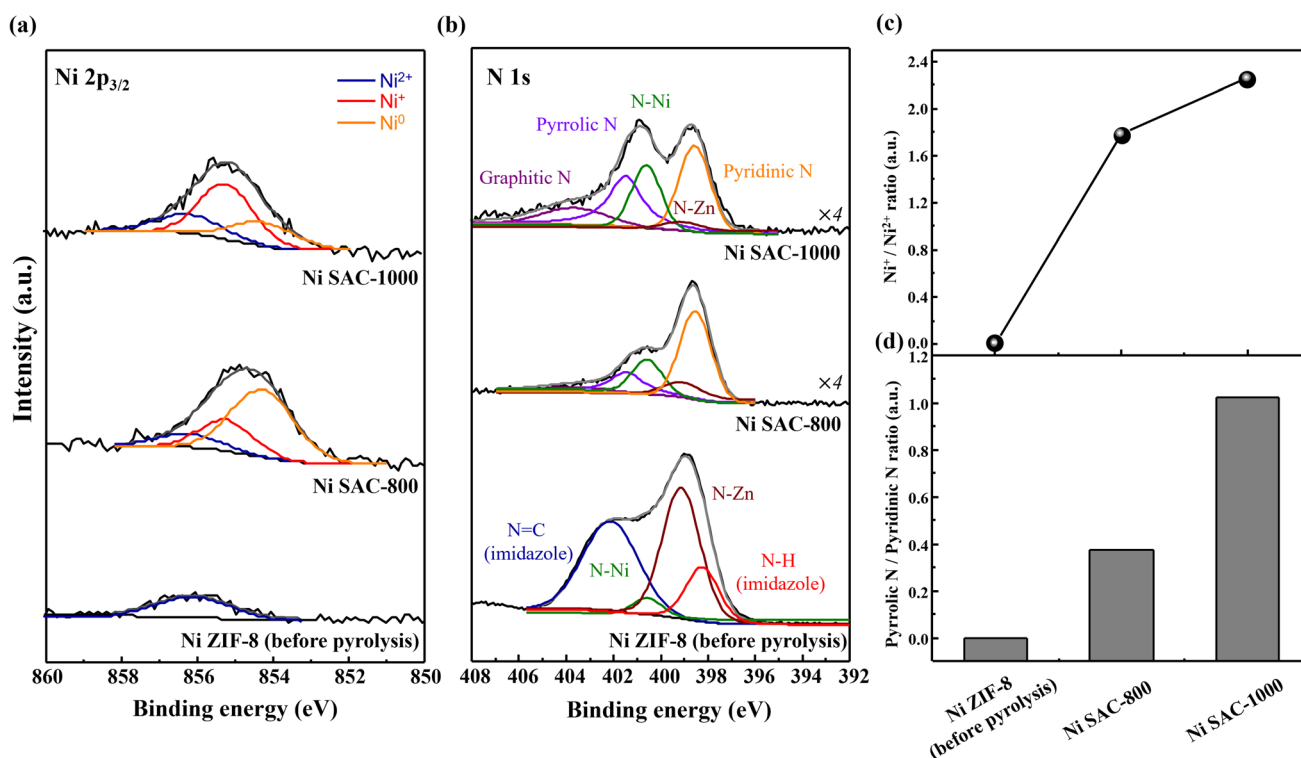 (a)
Ni 2p3/2
Ni2+
Ni+
Ni0
Ni SAC-1000
Ni SAC-800
Ni ZIF-8 (before pyrolysis)
Intensity (a.u.)
860 858 856 854 852 850
Binding energy (eV)
(b)
N 1s
N-Ni
Pyrrolic N
Graphitic N
Pyridinic N
N-Zn
×4
Ni SAC-1000
×4
Ni SAC-800
N=C
(imidazole)
N-Ni
N-Zn
N-H
(imidazole)
Ni ZIF-8 (before pyrolysis)
408 406 404 402 400 398 396 394 392
Binding energy (eV)
(c)
2.4
2.0
1.6
1.2
0.8
0.4
0.0
Ni+ / Ni2+ ratio (a.u.)
(d)
1.2
1.0
0.8
0.6
0.4
0.2
0.0
Pyrrolic N / Pyridinic N ratio (a.u.)
Ni ZIF-8
(before pyrolysis)
Ni SAC-800
Ni SAC-1000